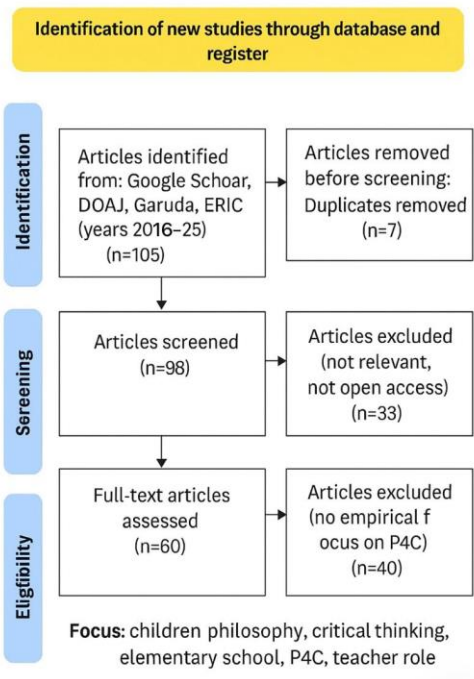 Identification of new studies through database and
register
Identification
Articles identified
from: Google Schoar,
DOAJ, Garuda, ERIC
(years 2016–25)
(n=105)
Articles removed
before screening:
Duplicates removed
(n=7)
Sereening
Articles screened
(n=98)
Articles excluded
(not relevant,
not open access)
(n=33)
Eligfibility
Full-text articles
assessed
(n=60)
Articles excluded
(no empirical f
ocus on P4C)
(n=40)
Focus: children philosophy, critical thinking,
elementary school, P4C, teacher role